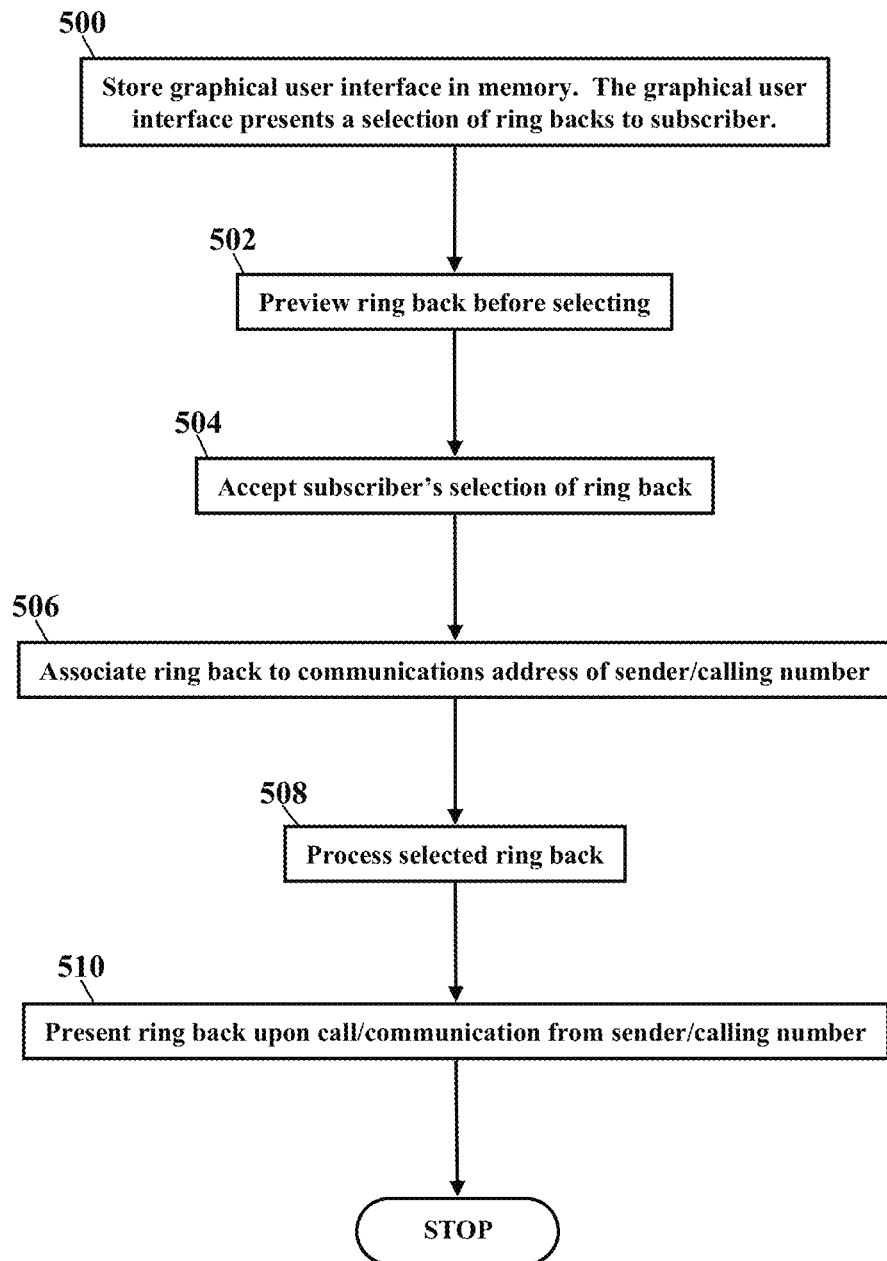 500
Store graphical user interface in memory. The graphical user
interface presents a selection of ring backs to subscriber.
502
Preview ring back before selecting
504
Accept subscriber's selection of ring back
506
Associate ring back to communications address of sender/calling number
508
Process selected ring back
510
Present ring back upon call/communication from sender/calling number
STOP